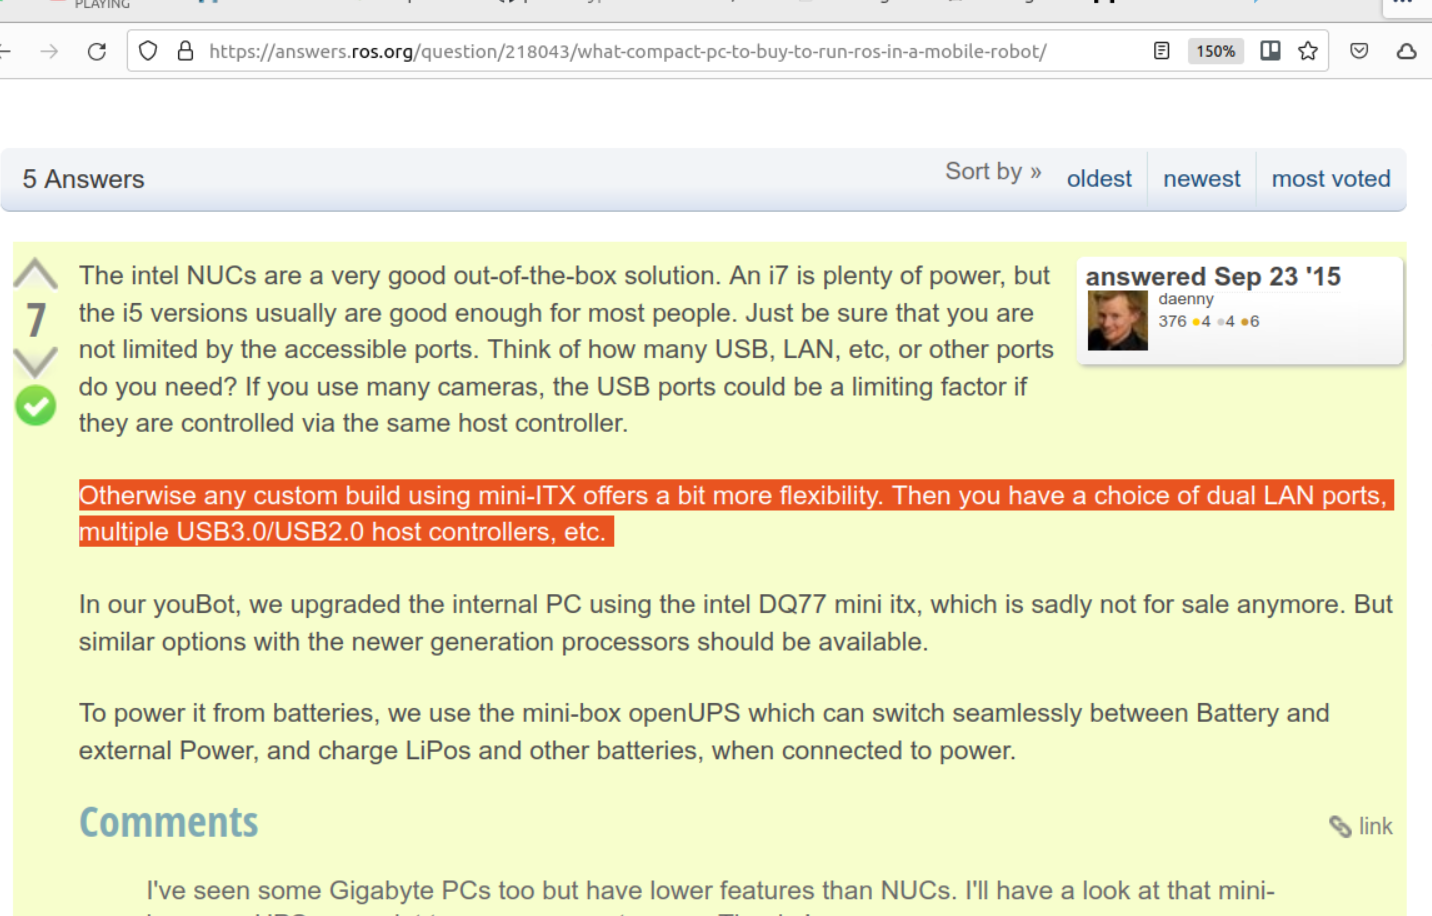 PLAYING
https://answers.ros.org/question/218043/what-compact-pc-to-buy-to-run-ros-in-a-mobile-robot/
150%
5 Answers
Sort by »
oldest
newest
most voted
7
The intel NUCs are a very good out-of-the-box solution. An i7 is plenty of power, but
the i5 versions usually are good enough for most people. Just be sure that you are
not limited by the accessible ports. Think of how many USB, LAN, etc, or other ports
do you need? If you use many cameras, the USB ports could be a limiting factor if
they are controlled via the same host controller.
answered Sep 23 '15
daenny
376 ●4 ●4 ●6
Otherwise any custom build using mini-ITX offers a bit more flexibility. Then you have a choice of dual LAN ports,
multiple USB3.0/USB2.0 host controllers, etc.
In our youBot, we upgraded the internal PC using the intel DQ77 mini itx, which is sadly not for sale anymore. But
similar options with the newer generation processors should be available.
To power it from batteries, we use the mini-box openUPS which can switch seamlessly between Battery and
external Power, and charge LiPos and other batteries, when connected to power.
Comments
link
I've seen some Gigabyte PCs too but have lower features than NUCs. I'll have a look at that mini-